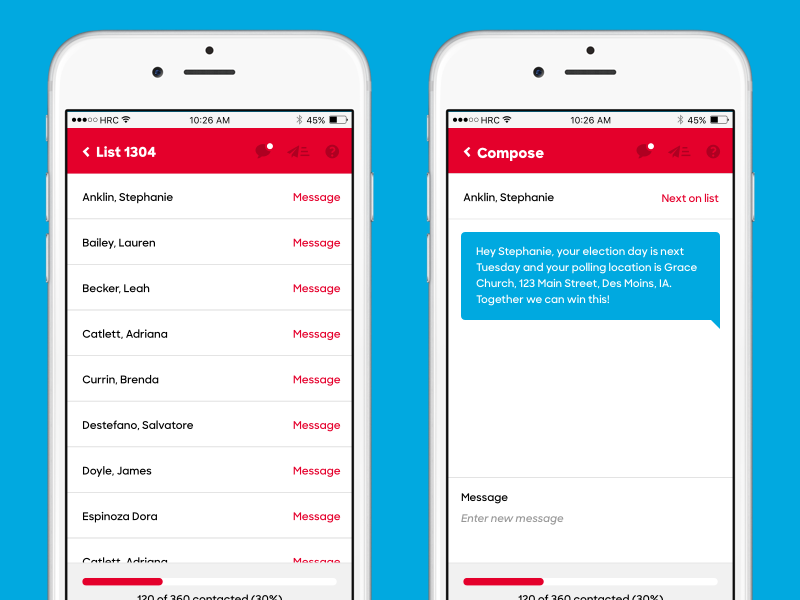 HRC 10:26 AM 45%
List 1304
Anklin, Stephanie Message
Bailey, Lauren Message
Becker, Leah Message
Catlett, Adriana Message
Currin, Brenda Message
Destefano, Salvatore Message
Doyle, James Message
Espinoza Dora Message
Catlett, Adriana Message
120 of 360 contacted (30%)
HRC 10:26 AM 45%
Compose
Anklin, Stephanie Next on list
Hey Stephanie, your election day is next
Tuesday and your polling location is Grace
Church, 123 Main Street, Des Moins, IA.
Together we can win this!
Message
Enter new message
120 of 360 contacted (30%)